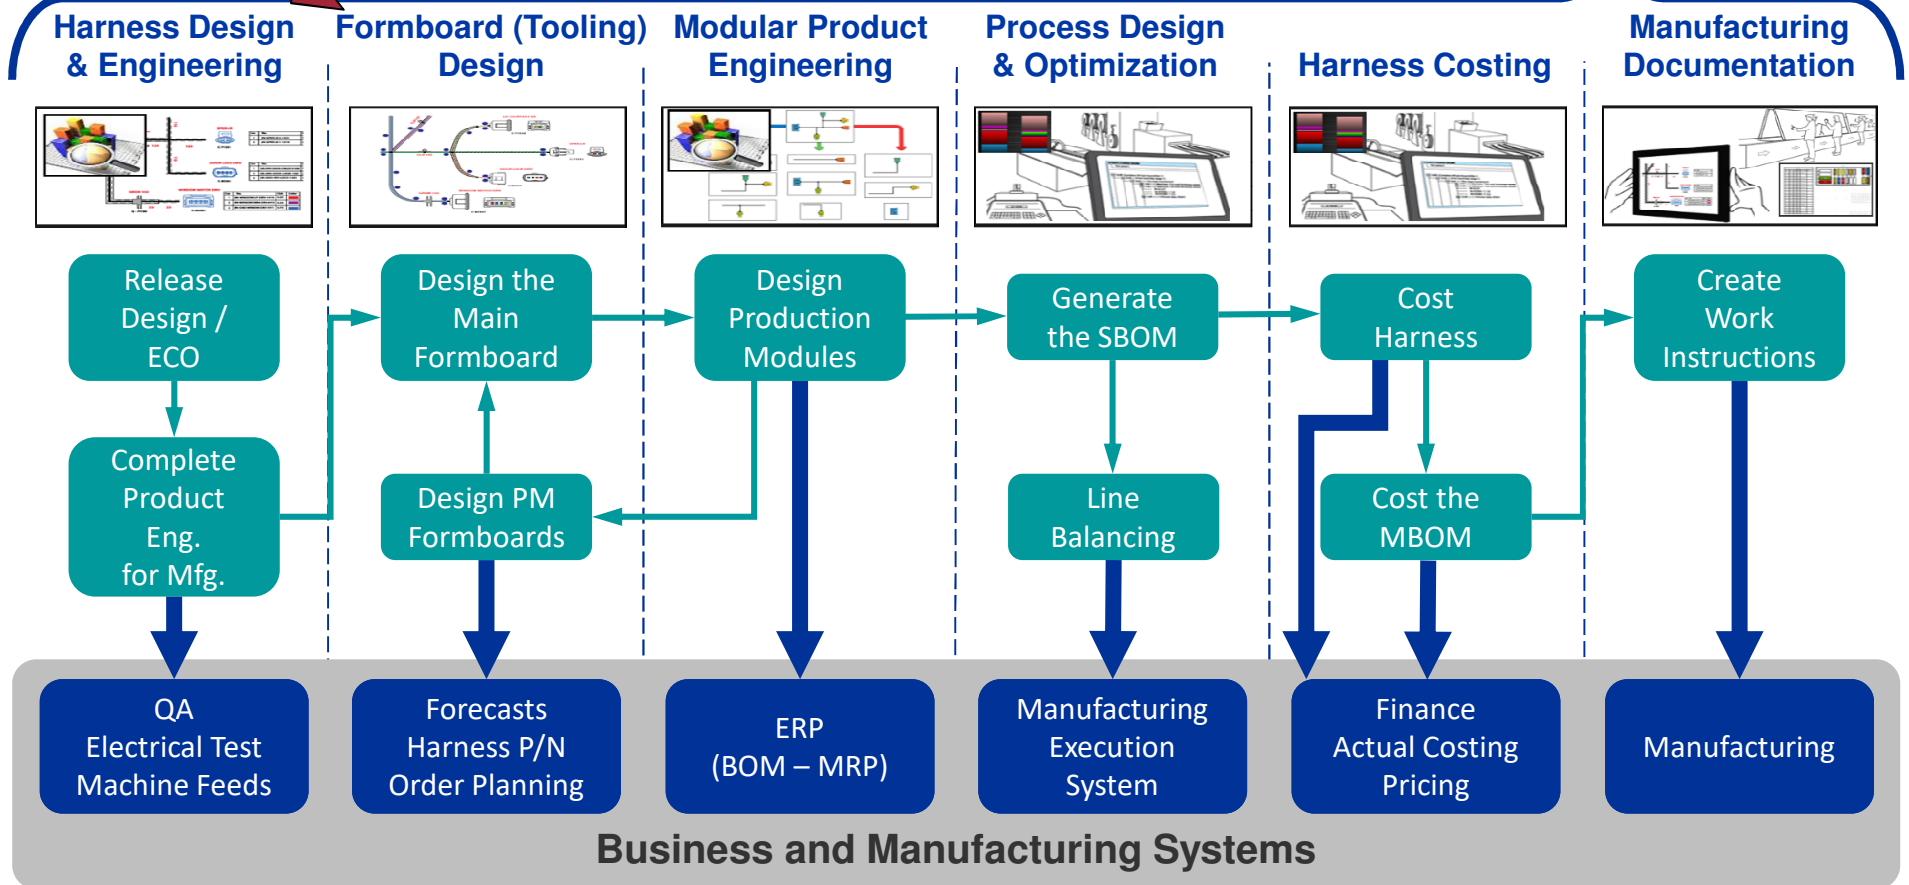 Harness Design
& Engineering
Formboard (Tooling)
Design
Modular Product
Engineering
Process Design
& Optimization
Harness Costing
Manufacturing
Documentation
Release
Design /
ECO
Design the
Main
Formboard
Design
Production
Modules
Generate
the SBOM
Cost
Harness
Create
Work
Instructions
Complete
Product
Eng.
for Mfg.
Design PM
Formboards
Line
Balancing
Cost the
MBOM
QA
Electrical Test
Machine Feeds
Forecasts
Harness P/N
Order Planning
ERP
(BOM – MRP)
Manufacturing
Execution
System
Finance
Actual Costing
Pricing
Manufacturing
Business and Manufacturing Systems